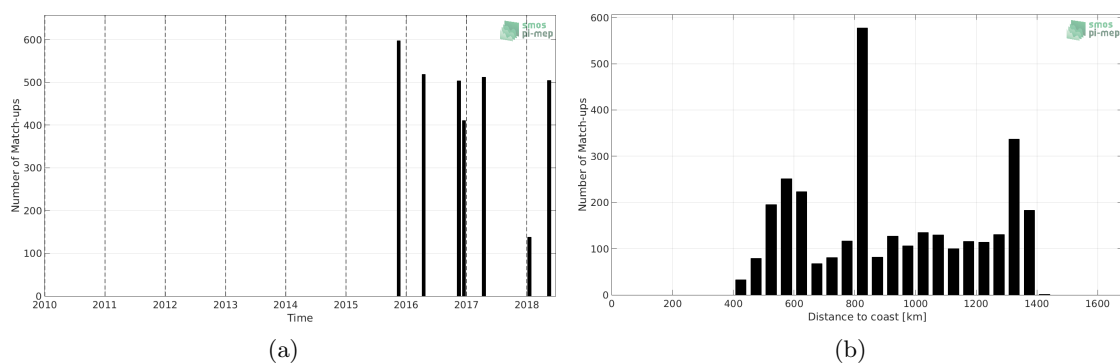 smos
pi-mep
600
500
400
300
200
100
0
Number of Match-ups
2010 2011 2012 2013 2014 2015 2016 2017 2018
Time
(a)
smos
pi-mep
600
500
400
300
200
100
0
Number of Match-ups
0 200 400 600 800 1000 1200 1400 1600
Distance to coast [km]
(b)